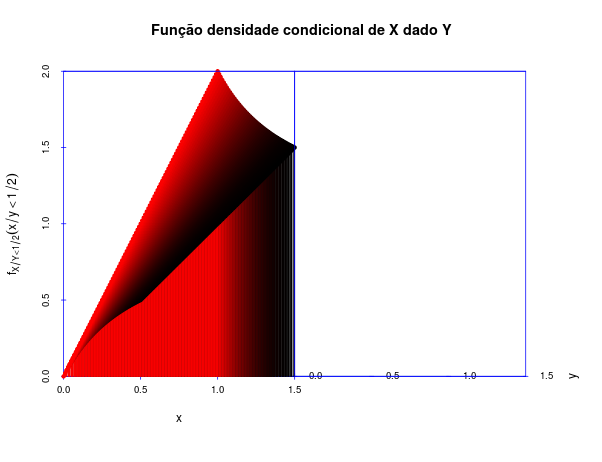 Função densidade condicional de X dado Y
2.0
1.5
1.0
0.5
0.0
f_{X/Y<1/2}(x/y<1/2)
0.0 0.5 1.0 1.5 0.0 0.5 1.0 1.5
x
y